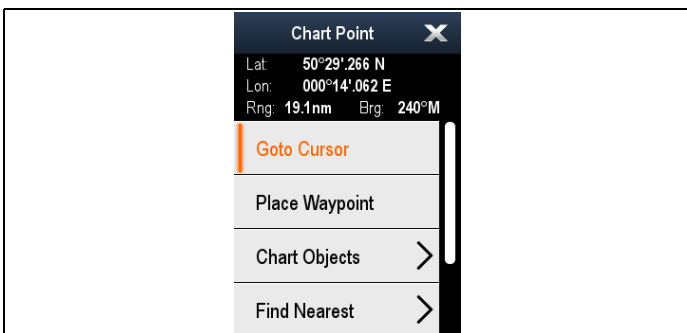 Chart Point X
Lat: 50°29'.266 N
Lon: 000°14'.062 E
Rng: 19.1nm Brg: 240°M
Goto Cursor
Place Waypoint
Chart Objects
Find Nearest